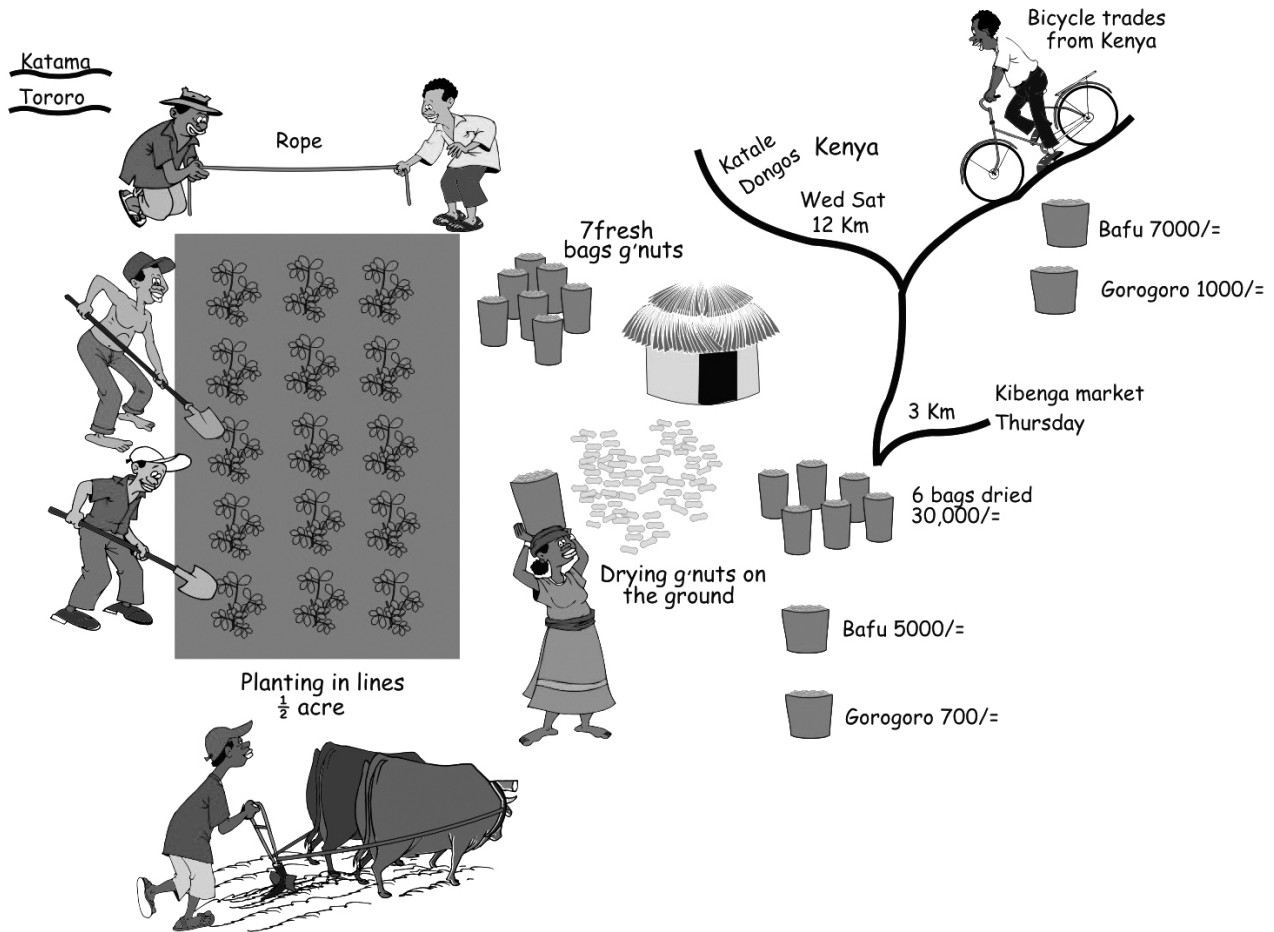 Katama
Tororo
Rope
Planting in lines
½ acre
7fresh
bags g'nuts
Drying g'nuts on
the ground
Katale
Dongos
Kenya
Wed Sat
12 Km
Bicycle trades
from Kenya
Bafu 7000/=
Gorogoro 1000/=
3 Km
Kibenga market
Thursday
6 bags dried
30,000/=
Bafu 5000/=
Gorogoro 700/=